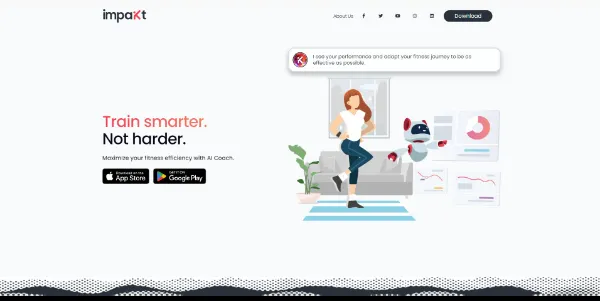 impakt
About Us
Download
I see your performance and adapt your fitness journey to be as
effective as possible.
Train smarter.
Not harder.
Maximize your fitness efficiency with AI Coach.
Download on the
App Store
GET IT ON
Google Play